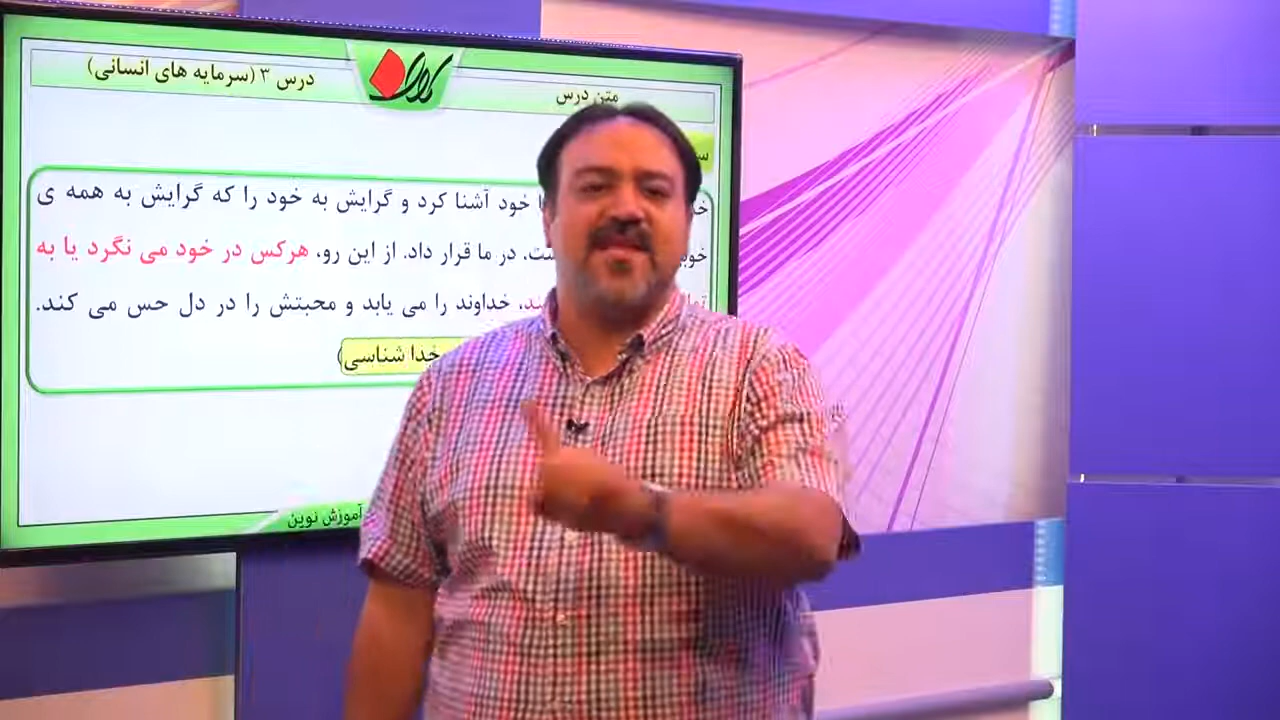 درس ۳ (سرمایه های انسانی)
متن درس
خود آشنا کرد و گرایش به خود را که گرایش به همه ی
در ما قرار داد. از این رو، هرکس در خود می نگرد یا به
خداوند را می یابد و محبتش را در دل حس می کند.
خدا شناسی)
آموزش نوین